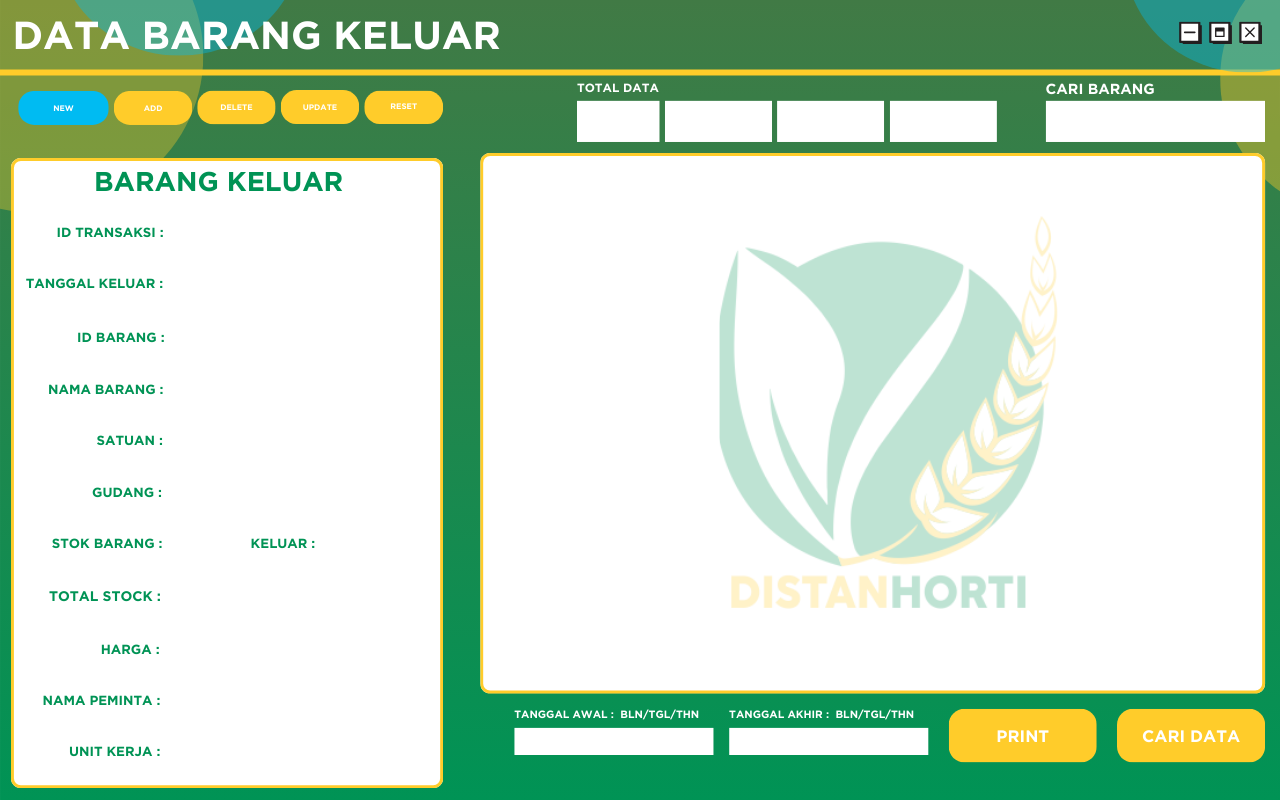 DATA BARANG KELUAR
NEW
ADD
DELETE
UPDATE
RESET
TOTAL DATA
CARI BARANG
BARANG KELUAR
ID TRANSAKSI :
TANGGAL KELUAR :
ID BARANG :
NAMA BARANG :
SATUAN :
GUDANG :
STOK BARANG :
KELUAR :
TOTAL STOCK :
HARGA :
NAMA PEMINTA :
UNIT KERJA :
DISTANHORTI
TANGGAL AWAL : BLN/TGL/THN
TANGGAL AKHIR : BLN/TGL/THN
PRINT
CARI DATA